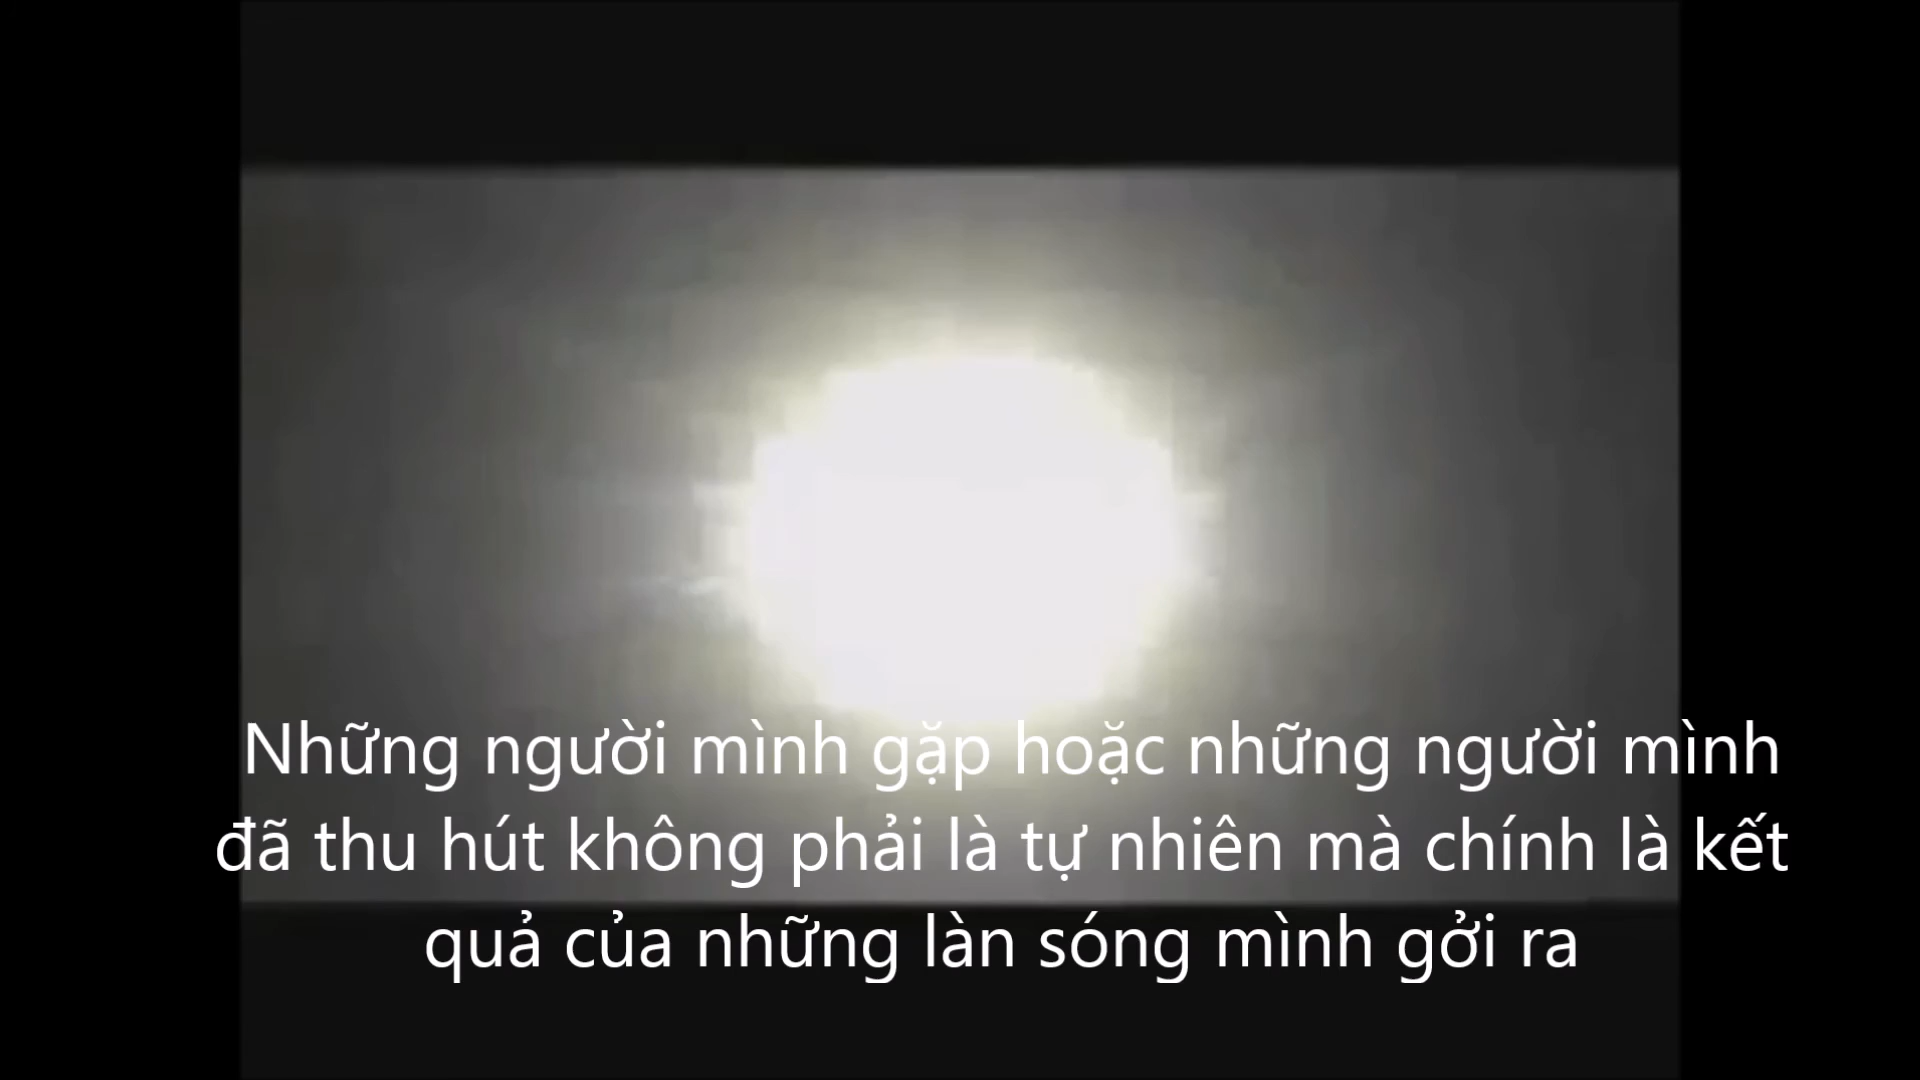 Những người mình gặp hoặc những người mình
đã thu hút không phải là tự nhiên mà chính là kết
quả của những làn sóng mình gởi ra